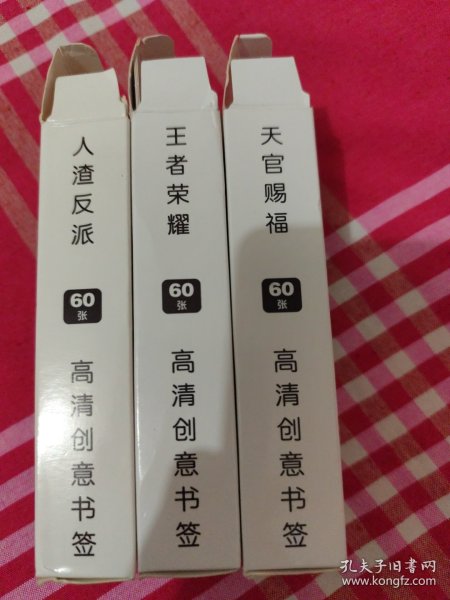 人渣反派
60
张
高清创意书签
王者荣耀
60
张
高清创意书签
天官赐福
60
张
高清创意书签
孔夫子旧书网
www.kongfz.com